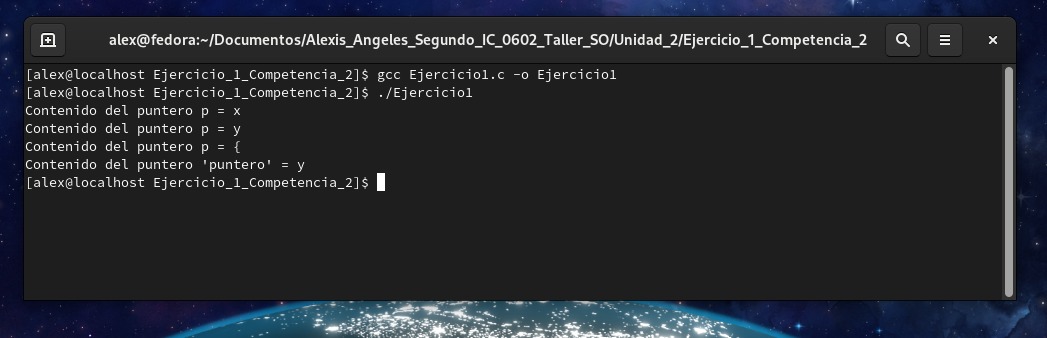 alex@fedora:~/Documentos/Alexis_Angeles_Segundo_IC_0602_Taller_SO/Unidad_2/Ejercicio_1_Competencia_2
[alex@localhost Ejercicio_1_Competencia_2]$ gcc Ejercicio1.c -o Ejercicio1
[alex@localhost Ejercicio_1_Competencia_2]$ ./Ejercicio1
Contenido del puntero p = x
Contenido del puntero p = y
Contenido del puntero p = {
Contenido del puntero 'puntero' = y
[alex@localhost Ejercicio_1_Competencia_2]$